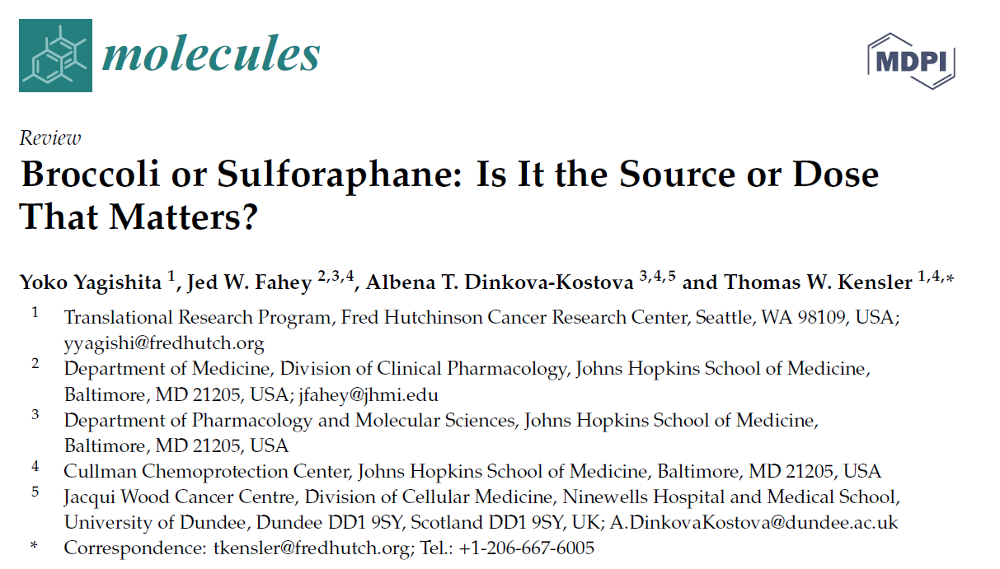 molecules
MDPI
Review
Broccoli or Sulforaphane: Is It the Source or Dose
That Matters?
Yoko Yagishita 1, Jed W. Fahey 2,3,4, Albena T. Dinkova-Kostova 3,4,5 and Thomas W. Kensler 1,4,*
1 Translational Research Program, Fred Hutchinson Cancer Research Center, Seattle, WA 98109, USA;
yyagishi@fredhutch.org
2 Department of Medicine, Division of Clinical Pharmacology, Johns Hopkins School of Medicine,
Baltimore, MD 21205, USA; jfahey@jhmi.edu
3 Department of Pharmacology and Molecular Sciences, Johns Hopkins School of Medicine,
Baltimore, MD 21205, USA
4 Cullman Chemoprotection Center, Johns Hopkins School of Medicine, Baltimore, MD 21205, USA
5 Jacqui Wood Cancer Centre, Division of Cellular Medicine, Ninewells Hospital and Medical School,
University of Dundee, Dundee DD1 9SY, Scotland DD1 9SY, UK; A.DinkovaKostova@dundee.ac.uk
* Correspondence: tkensler@fredhutch.org; Tel.: +1-206-667-6005